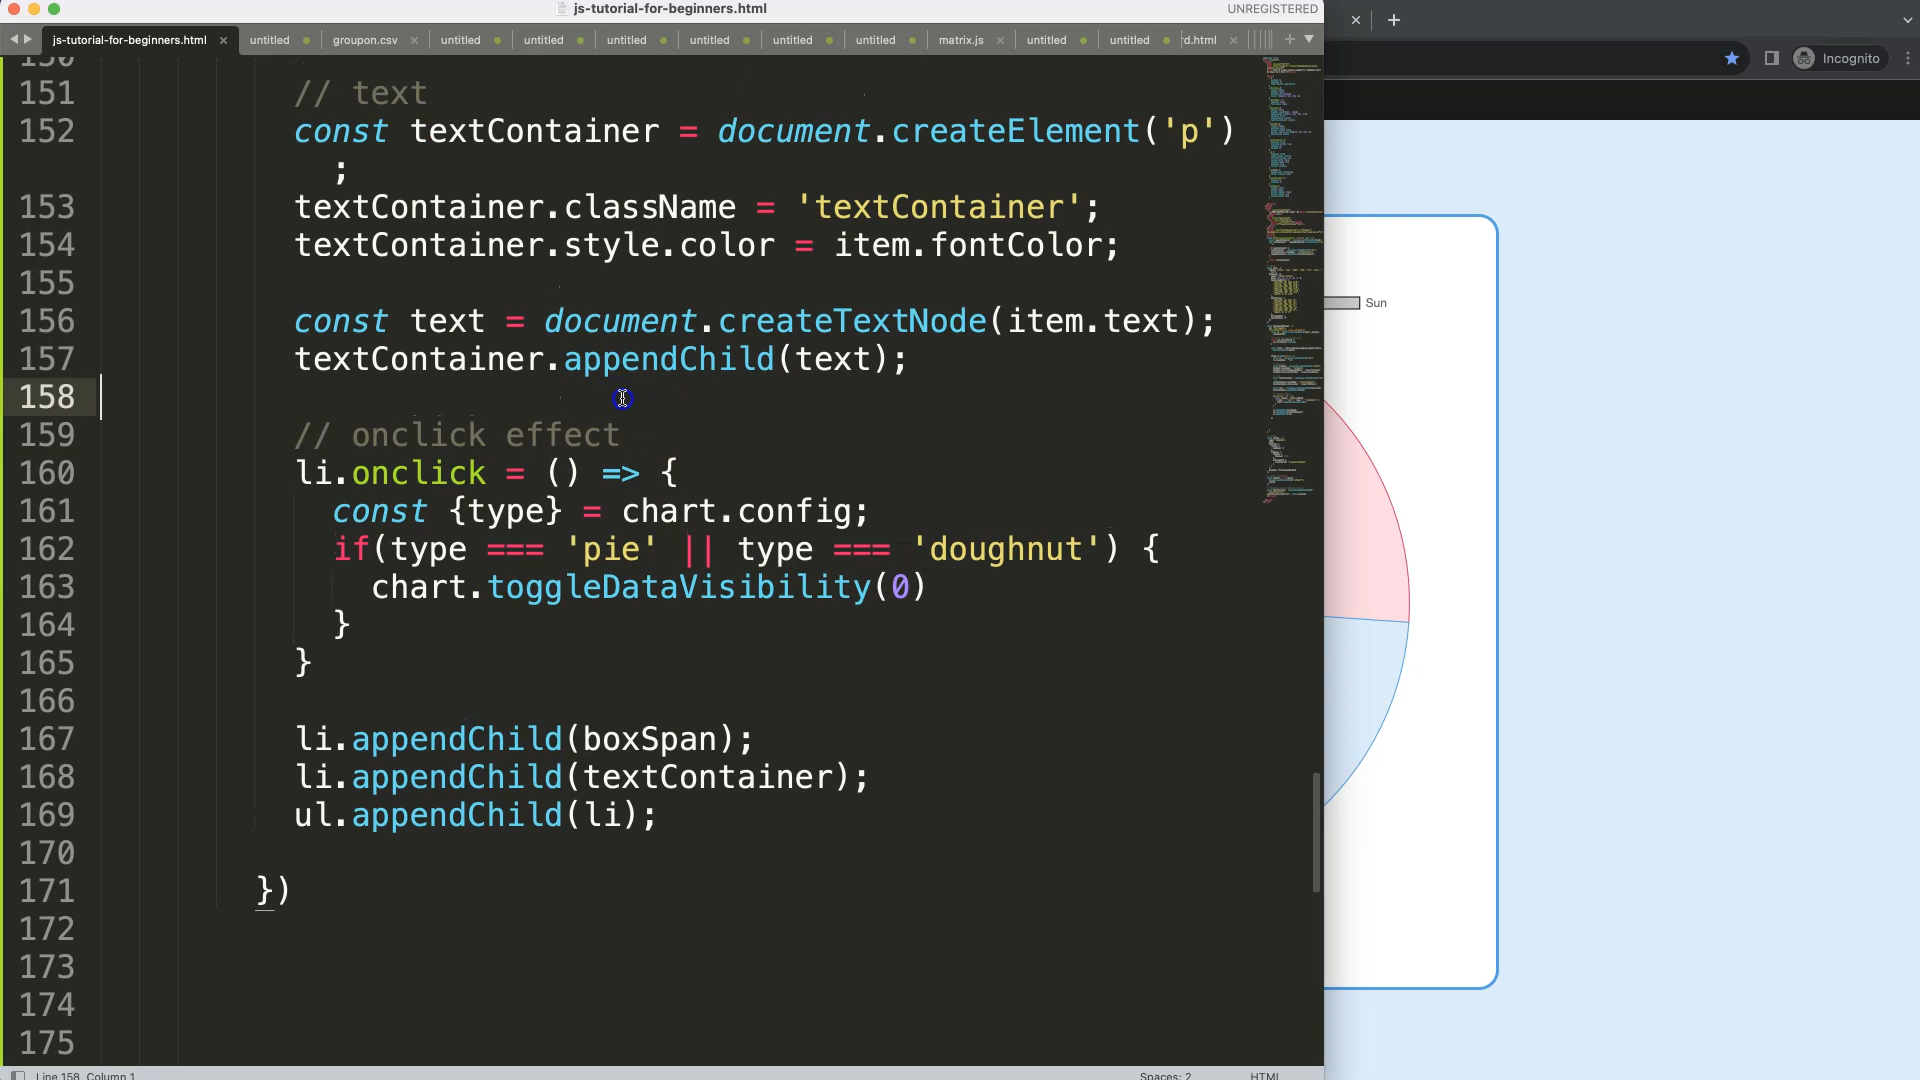 js-tutorial-for-beginners.html
UNREGISTERED
js-tutorial-for-beginners.html untitled groupon.csv untitled untitled untitled untitled untitled untitled matrix.js untitled untitled d.html
Incognito
150
151 // text
152 const textContainer = document.createElement('p')
;
153 textContainer.className = 'textContainer';
154 textContainer.style.color = item.fontColor;
155
156 const text = document.createTextNode(item.text);
157 textContainer.appendChild(text);
158
159 // onclick effect
160 li.onclick = () => {
161 const {type} = chart.config;
162 if(type === 'pie' || type === 'doughnut') {
163 chart.toggleDataVisibility(0)
164 }
165 }
166
167 li.appendChild(boxSpan);
168 li.appendChild(textContainer);
169 ul.appendChild(li);
170
171 })
172
173
174
175
Sun
Line 158, Column 1
Spaces: 2
HTML